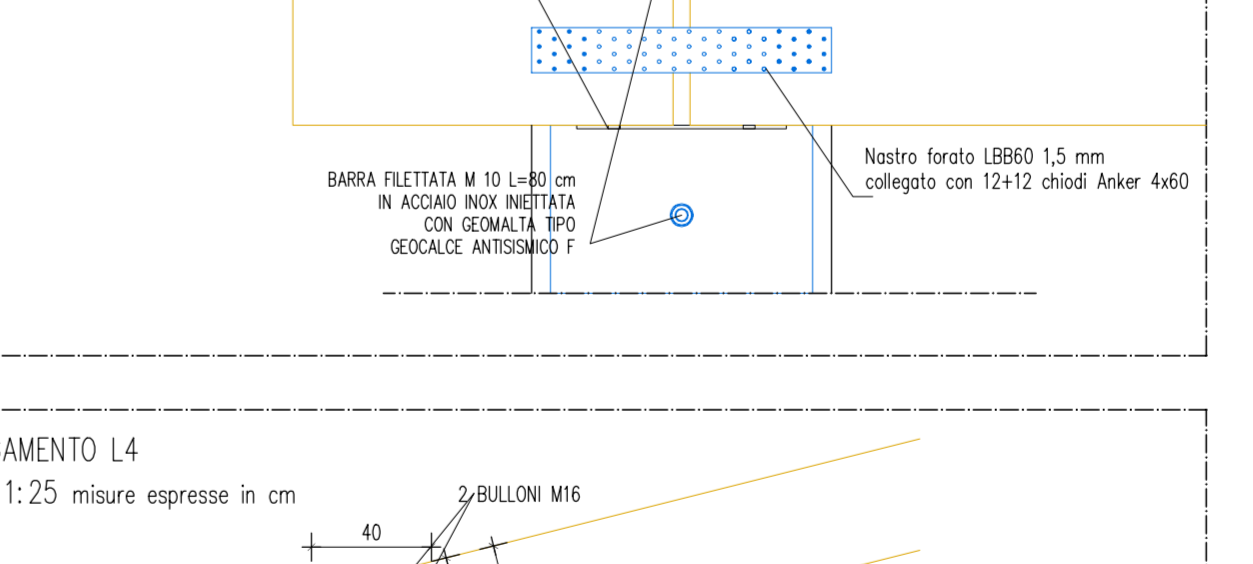 Nastro forato LBB60 1,5 mm
collegato con 12+12 chiodi Anker 4x60
BARRA FILETTATA M 10 L=80 cm
IN ACCIAIO INOX INIETTATA
CON GEOMALTA TIPO
GEOCALCE ANTISISMICO F
AMENTO L4
1:25 misure espresse in cm
2 BULLONI M16
40